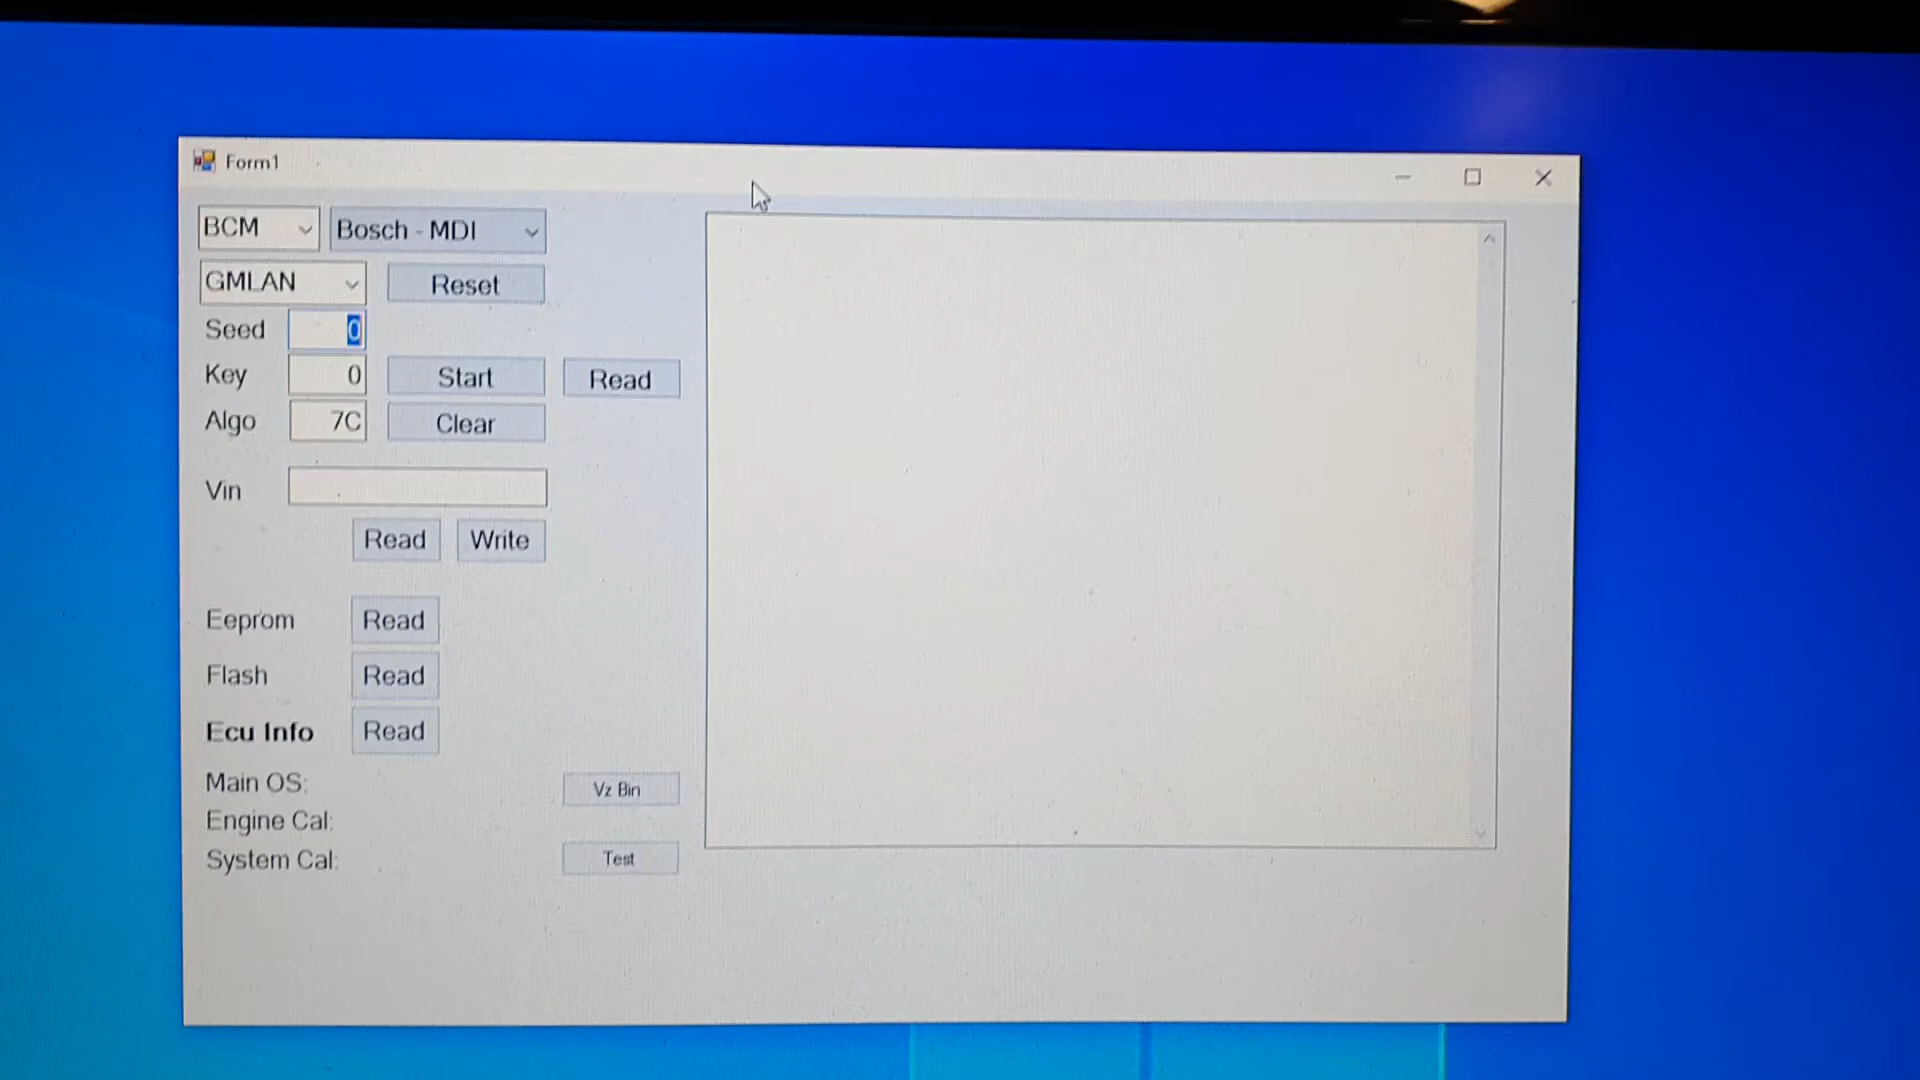 Form1
BCM Bosch - MDI
GMLAN Reset
Seed 0
Key 0 Start Read
Algo 7C Clear
Vin
Read Write
Eeprom Read
Flash Read
Ecu Info Read
Main OS: Vz Bin
Engine Cal:
System Cal: Test